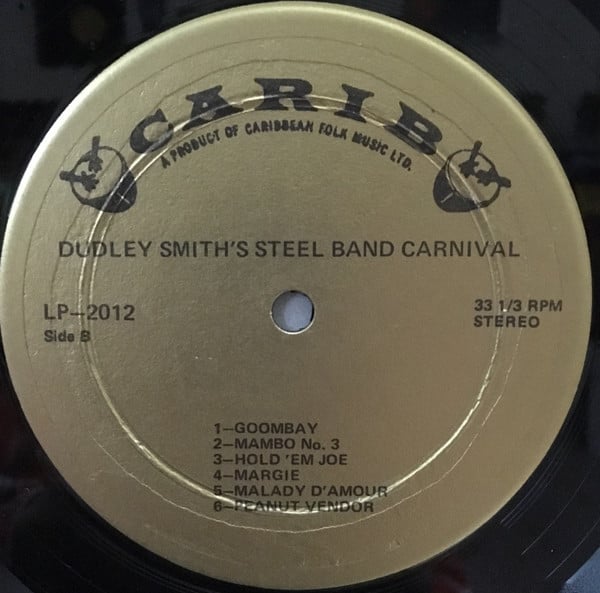 CARIB
A PRODUCT OF CARIBBEAN FOLK MUSIC LTD.
DUDLEY SMITH'S STEEL BAND CARNIVAL
LP-2012
Side B
33 1/3 RPM
STEREO
1-GOOMBAY
2-MAMBO No. 3
3-HOLD 'EM JOE
4-MARGIE
5-MALADY D'AMOUR
6-PEANUT VENDOR